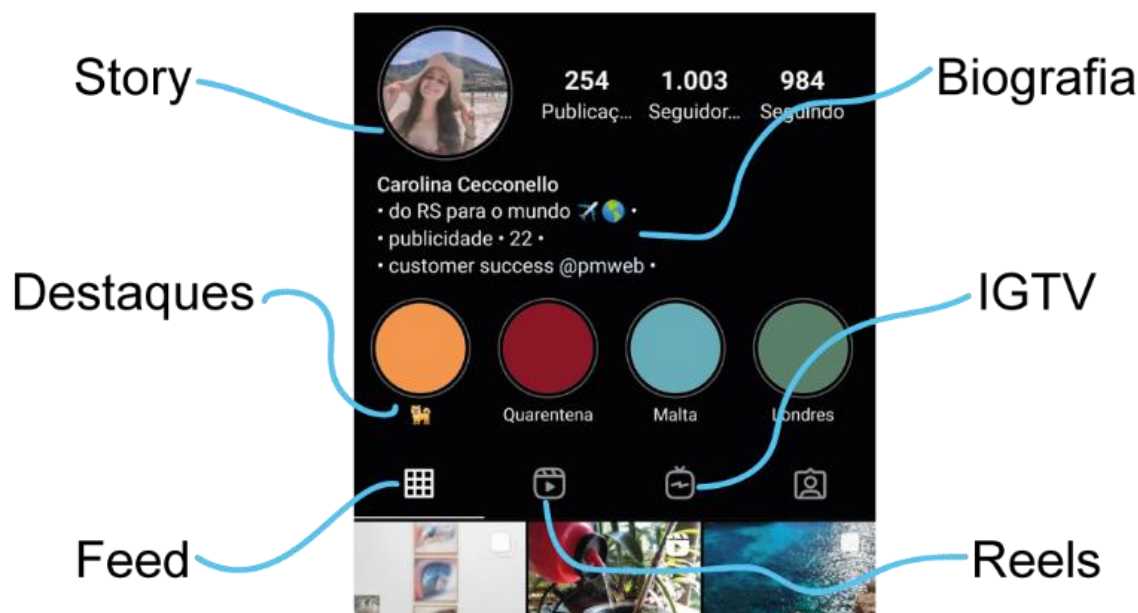 Story
Biografia
254 1.003 984
Publicaç... Seguidor... Seguindo
Carolina Cecconello
• do RS para o mundo ✈️🌎 •
• publicidade • 22 •
• customer success @pmweb •
Destaques
IGTV
🐈 Quarentena Malta Londres
Feed
Reels